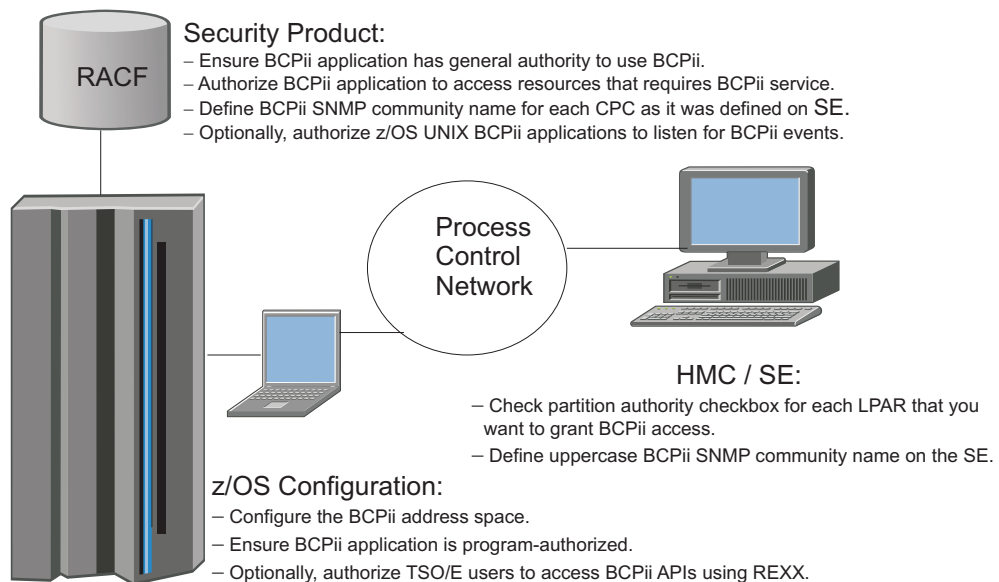 Security Product:
RACF
– Ensure BCPii application has general authority to use BCPii.
– Authorize BCPii application to access resources that requires BCPii service.
– Define BCPii SNMP community name for each CPC as it was defined on SE.
– Optionally, authorize z/OS UNIX BCPii applications to listen for BCPii events.
Process
Control
Network
HMC / SE:
– Check partition authority checkbox for each LPAR that you
want to grant BCPii access.
– Define uppercase BCPii SNMP community name on the SE.
z/OS Configuration:
– Configure the BCPii address space.
– Ensure BCPii application is program-authorized.
– Optionally, authorize TSO/E users to access BCPii APIs using REXX.